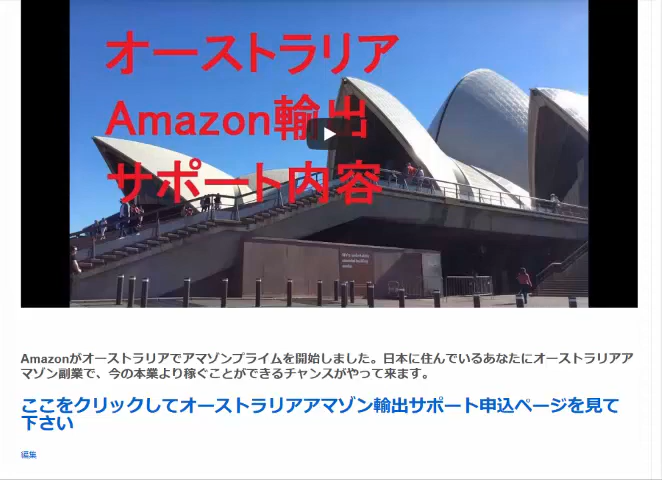 オーストラリア
Amazon輸出
サポート内容
Amazonがオーストラリアでアマゾンプライムを開始しました。日本に住んでいるあなたにオーストラリアア
マゾン副業で、今の本業より稼ぐことができるチャンスがやって来ます。
ここをクリックしてオーストラリアアマゾン輸出サポート申込ページを見て
下さい
編集